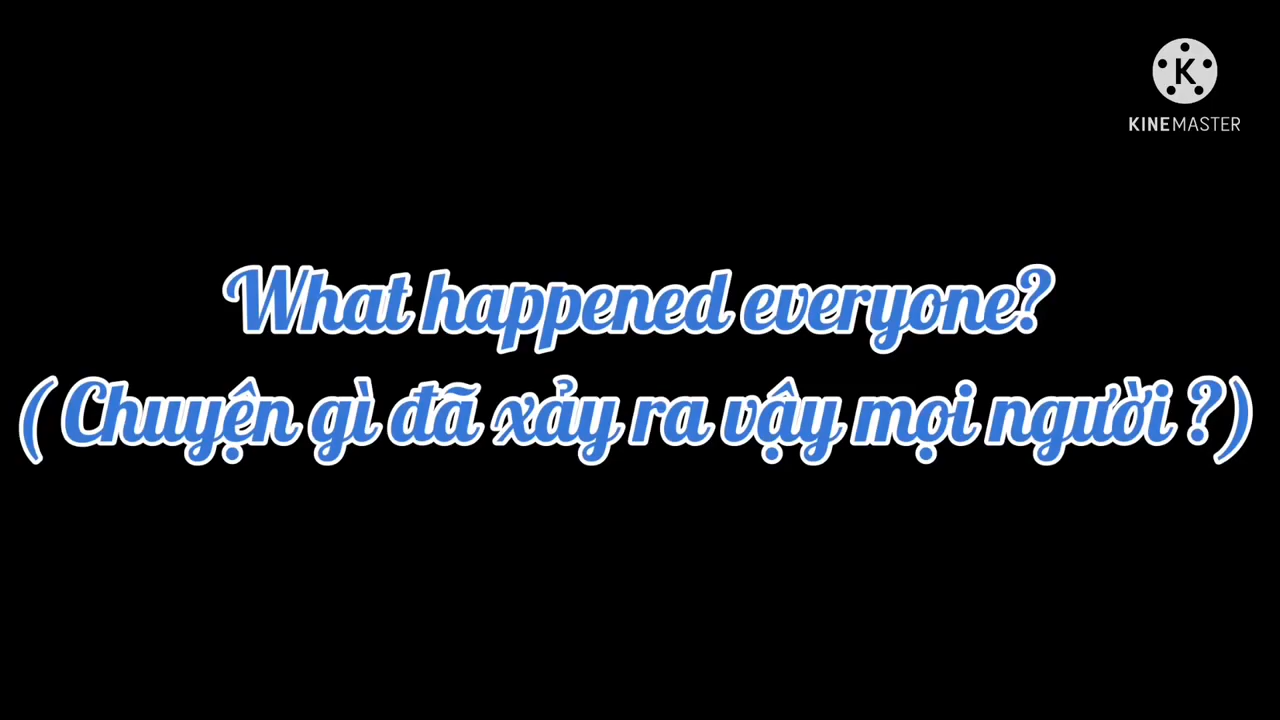 K
KINEMASTER
What happened everyone?
( Chuyện gì đã xảy ra vậy mọi người ?)